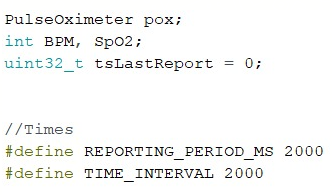 PulseOximeter pox;
int BPM, SpO2;
uint32_t tsLastReport = 0;
//Times
#define REPORTING_PERIOD_MS 2000
#define TIME_INTERVAL 2000